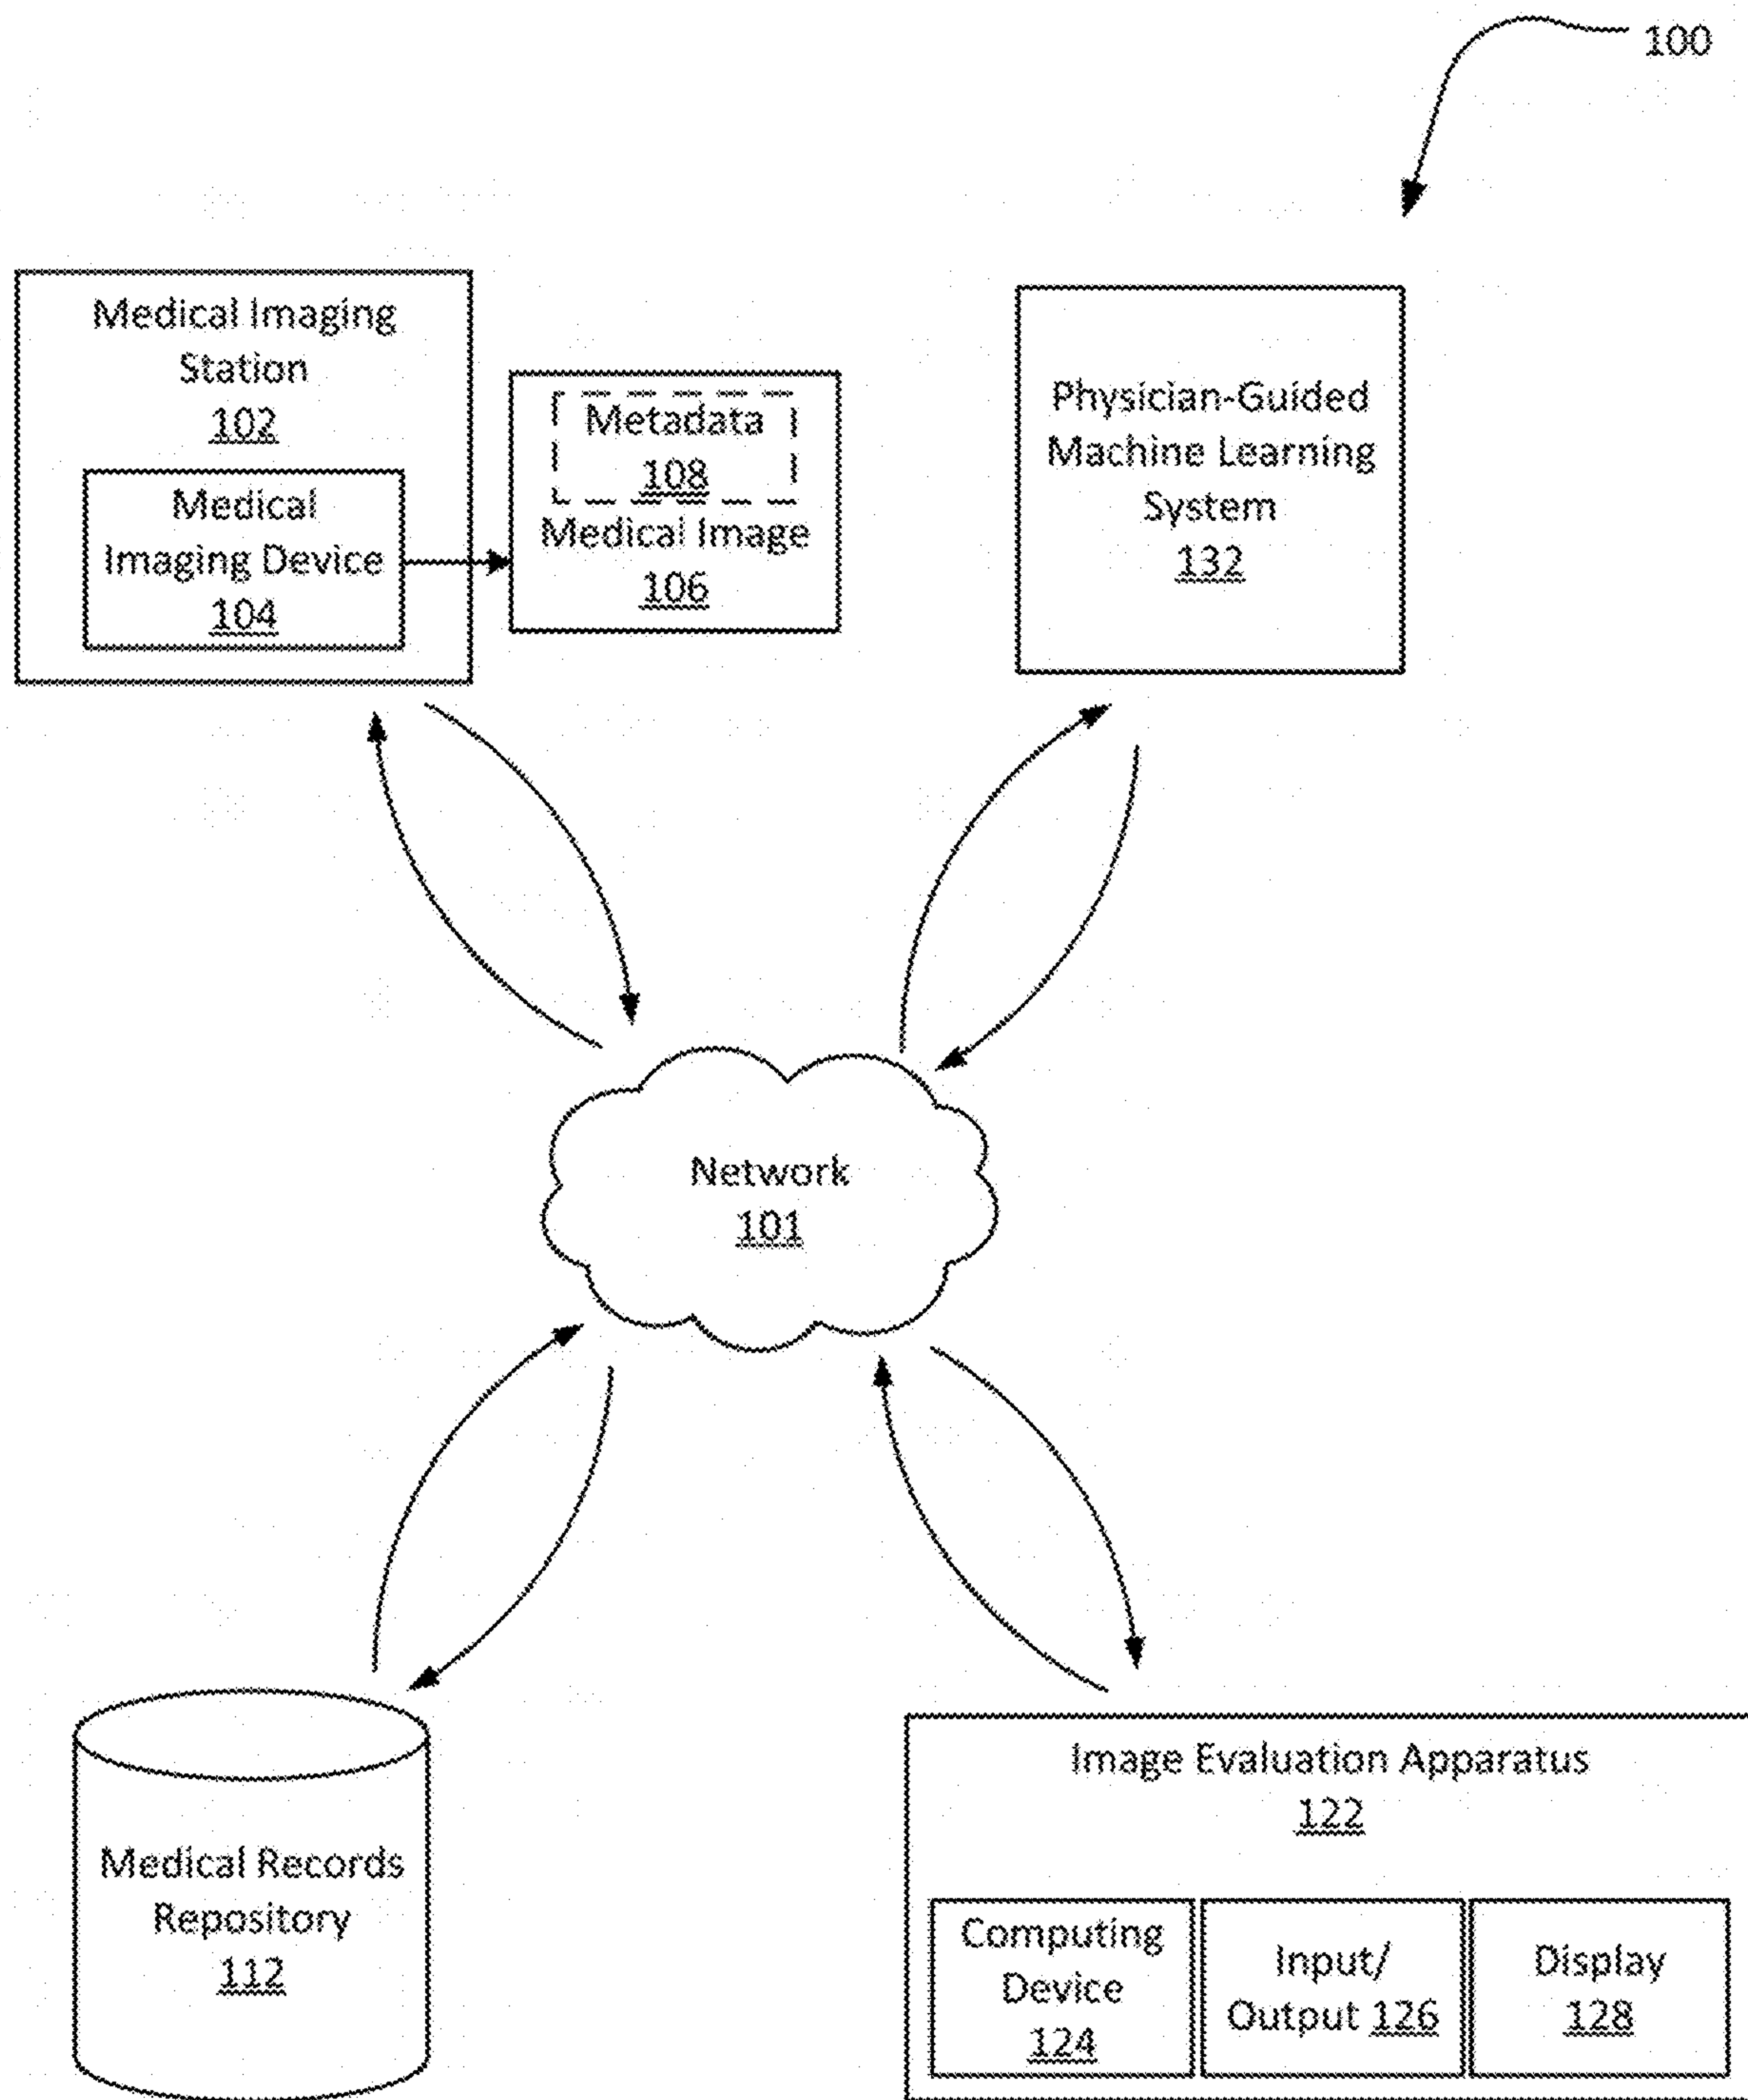 100
Medical Imaging
Station
102
Medical
Imaging Device
104
Metadata
108
Medical Image
106
Physician-Guided
Machine Learning
System
132
Network
101
Medical Records
Repository
112
Image Evaluation Apparatus
122
Computing
Device
124
Input/
Output 126
Display
128